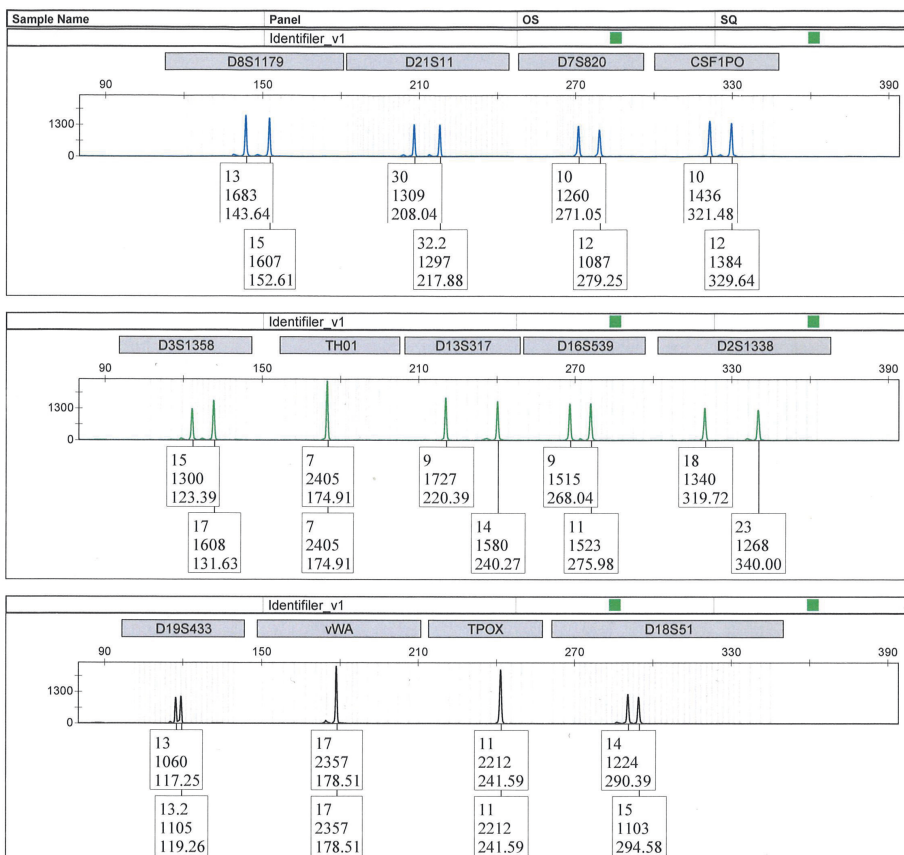 Sample Name Panel OS SQ
Identifiler_v1
D8S1179 D21S11 D7S820 CSF1PO
90 150 210 270 330 390
1300
0
13 30 10 10
1683 1309 1260 1436
143.64 208.04 271.05 321.48
15 32.2 12 12
1607 1297 1087 1384
152.61 217.88 279.25 329.64
Identifiler_v1
D3S1358 TH01 D13S317 D16S539 D2S1338
90 150 210 270 330 390
1300
0
15 7 9 9 18
1300 2405 1727 1515 1340
123.39 174.91 220.39 268.04 319.72
17 7 14 11 23
1608 2405 1580 1523 1268
131.63 174.91 240.27 275.98 340.00
Identifiler_v1
D19S433 vWA TPOX D18S51
90 150 210 270 330 390
1300
0
13 17 11 14
1060 2357 2212 1224
117.25 178.51 241.59 290.39
13.2 17 11 15
1105 2357 2212 1103
119.26 178.51 241.59 294.58